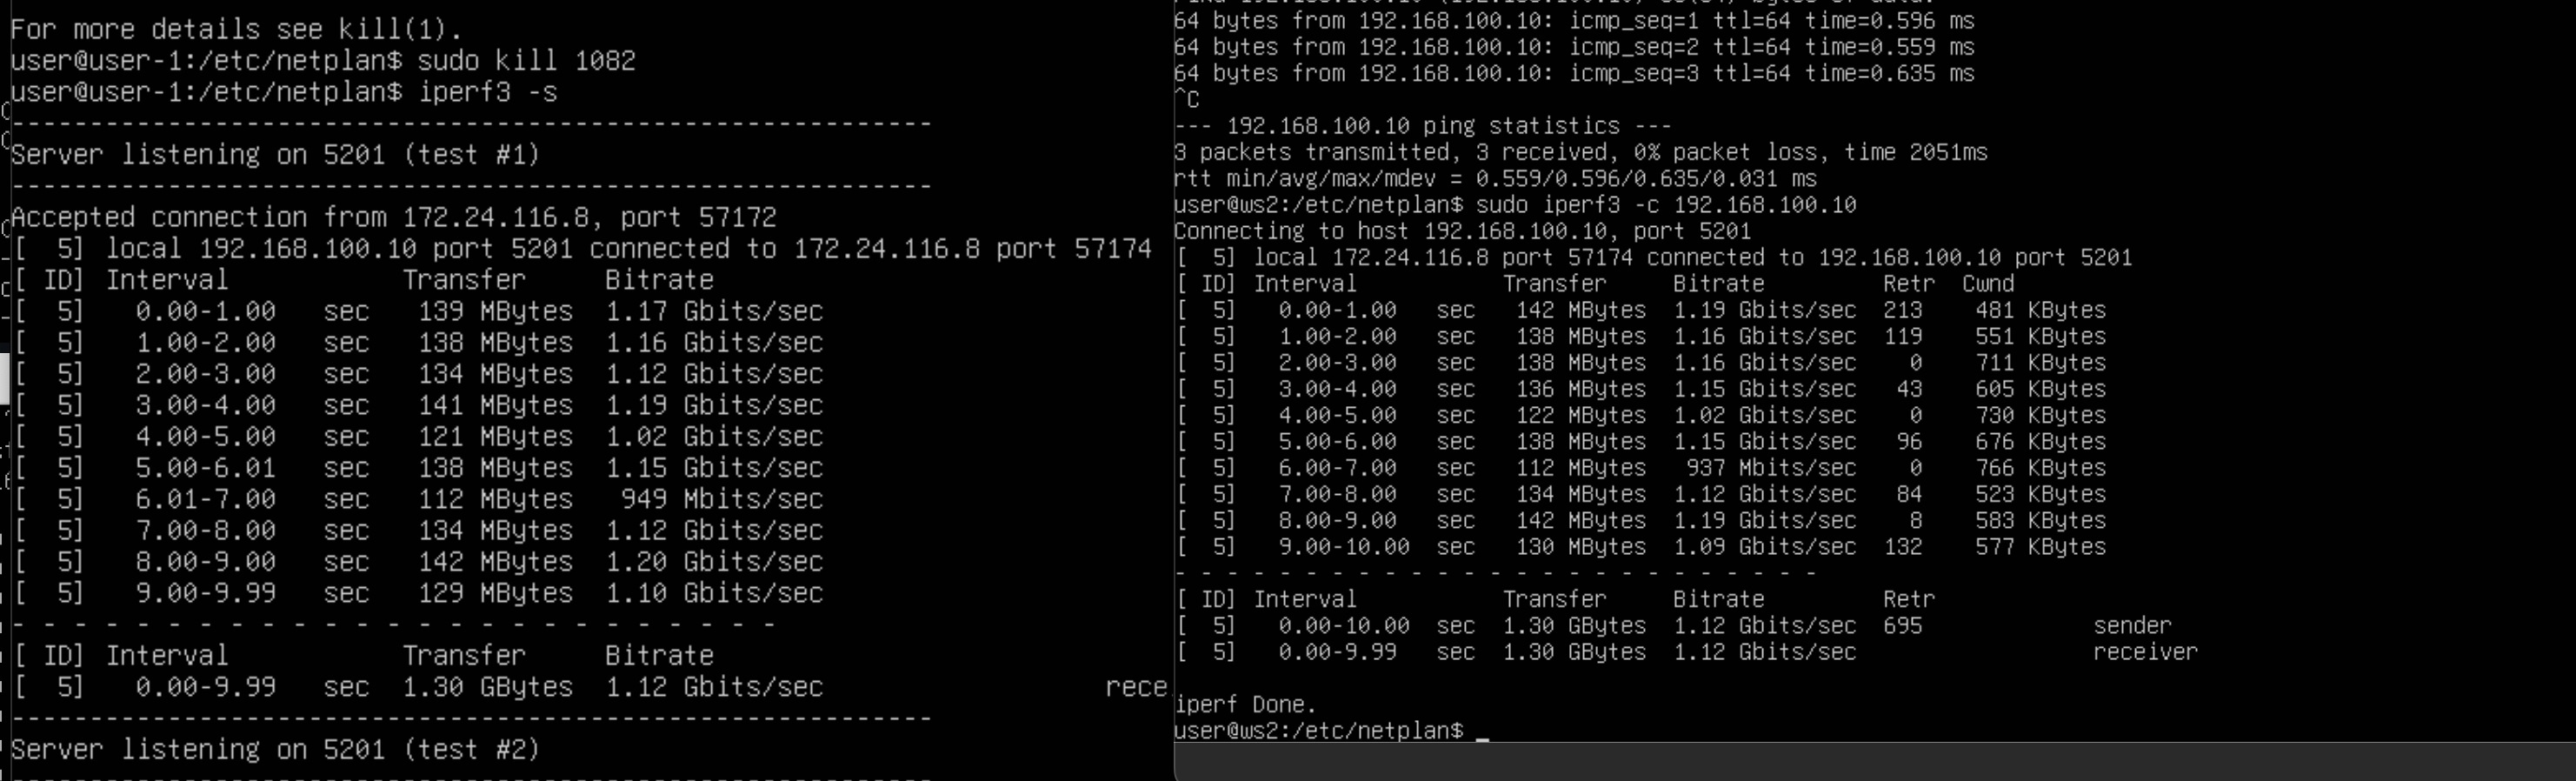 For more details see kill(1).
user@user-1:/etc/netplan$ sudo kill 1082
user@user-1:/etc/netplan$ iperf3 -s
-----------------------------------------------------------
Server listening on 5201 (test #1)
-----------------------------------------------------------
Accepted connection from 172.24.116.8, port 57172
[  5] local 192.168.100.10 port 5201 connected to 172.24.116.8 port 57174
[ ID] Interval           Transfer     Bitrate
[  5]   0.00-1.00   sec   139 MBytes  1.17 Gbits/sec
[  5]   1.00-2.00   sec   138 MBytes  1.16 Gbits/sec
[  5]   2.00-3.00   sec   134 MBytes  1.12 Gbits/sec
[  5]   3.00-4.00   sec   141 MBytes  1.19 Gbits/sec
[  5]   4.00-5.00   sec   121 MBytes  1.02 Gbits/sec
[  5]   5.00-6.01   sec   138 MBytes  1.15 Gbits/sec
[  5]   6.01-7.00   sec   112 MBytes   949 Mbits/sec
[  5]   7.00-8.00   sec   134 MBytes  1.12 Gbits/sec
[  5]   8.00-9.00   sec   142 MBytes  1.20 Gbits/sec
[  5]   9.00-9.99   sec   129 MBytes  1.10 Gbits/sec
- - - - - - - - - - - - - - - - - - - - - - - - -
[ ID] Interval           Transfer     Bitrate
[  5]   0.00-9.99   sec  1.30 GBytes  1.12 Gbits/sec                  rece
-----------------------------------------------------------
Server listening on 5201 (test #2)
-----------------------------------------------------------
64 bytes from 192.168.100.10: icmp_seq=1 ttl=64 time=0.596 ms
64 bytes from 192.168.100.10: icmp_seq=2 ttl=64 time=0.559 ms
64 bytes from 192.168.100.10: icmp_seq=3 ttl=64 time=0.635 ms
^C
--- 192.168.100.10 ping statistics ---
3 packets transmitted, 3 received, 0% packet loss, time 2051ms
rtt min/avg/max/mdev = 0.559/0.596/0.635/0.031 ms
user@ws2:/etc/netplan$ sudo iperf3 -c 192.168.100.10
Connecting to host 192.168.100.10, port 5201
[  5] local 172.24.116.8 port 57174 connected to 192.168.100.10 port 5201
[ ID] Interval           Transfer     Bitrate         Retr  Cwnd
[  5]   0.00-1.00   sec   142 MBytes  1.19 Gbits/sec  213    481 KBytes
[  5]   1.00-2.00   sec   138 MBytes  1.16 Gbits/sec  119    551 KBytes
[  5]   2.00-3.00   sec   138 MBytes  1.16 Gbits/sec    0    711 KBytes
[  5]   3.00-4.00   sec   136 MBytes  1.15 Gbits/sec   43    605 KBytes
[  5]   4.00-5.00   sec   122 MBytes  1.02 Gbits/sec    0    730 KBytes
[  5]   5.00-6.00   sec   138 MBytes  1.15 Gbits/sec   96    676 KBytes
[  5]   6.00-7.00   sec   112 MBytes   937 Mbits/sec    0    766 KBytes
[  5]   7.00-8.00   sec   134 MBytes  1.12 Gbits/sec   84    523 KBytes
[  5]   8.00-9.00   sec   142 MBytes  1.19 Gbits/sec    8    583 KBytes
[  5]   9.00-10.00  sec   130 MBytes  1.09 Gbits/sec  132    577 KBytes
- - - - - - - - - - - - - - - - - - - - - - - - -
[ ID] Interval           Transfer     Bitrate         Retr
[  5]   0.00-10.00  sec  1.30 GBytes  1.12 Gbits/sec  695             sender
[  5]   0.00-9.99   sec  1.30 GBytes  1.12 Gbits/sec                  receiver
iperf Done.
user@ws2:/etc/netplan$ _